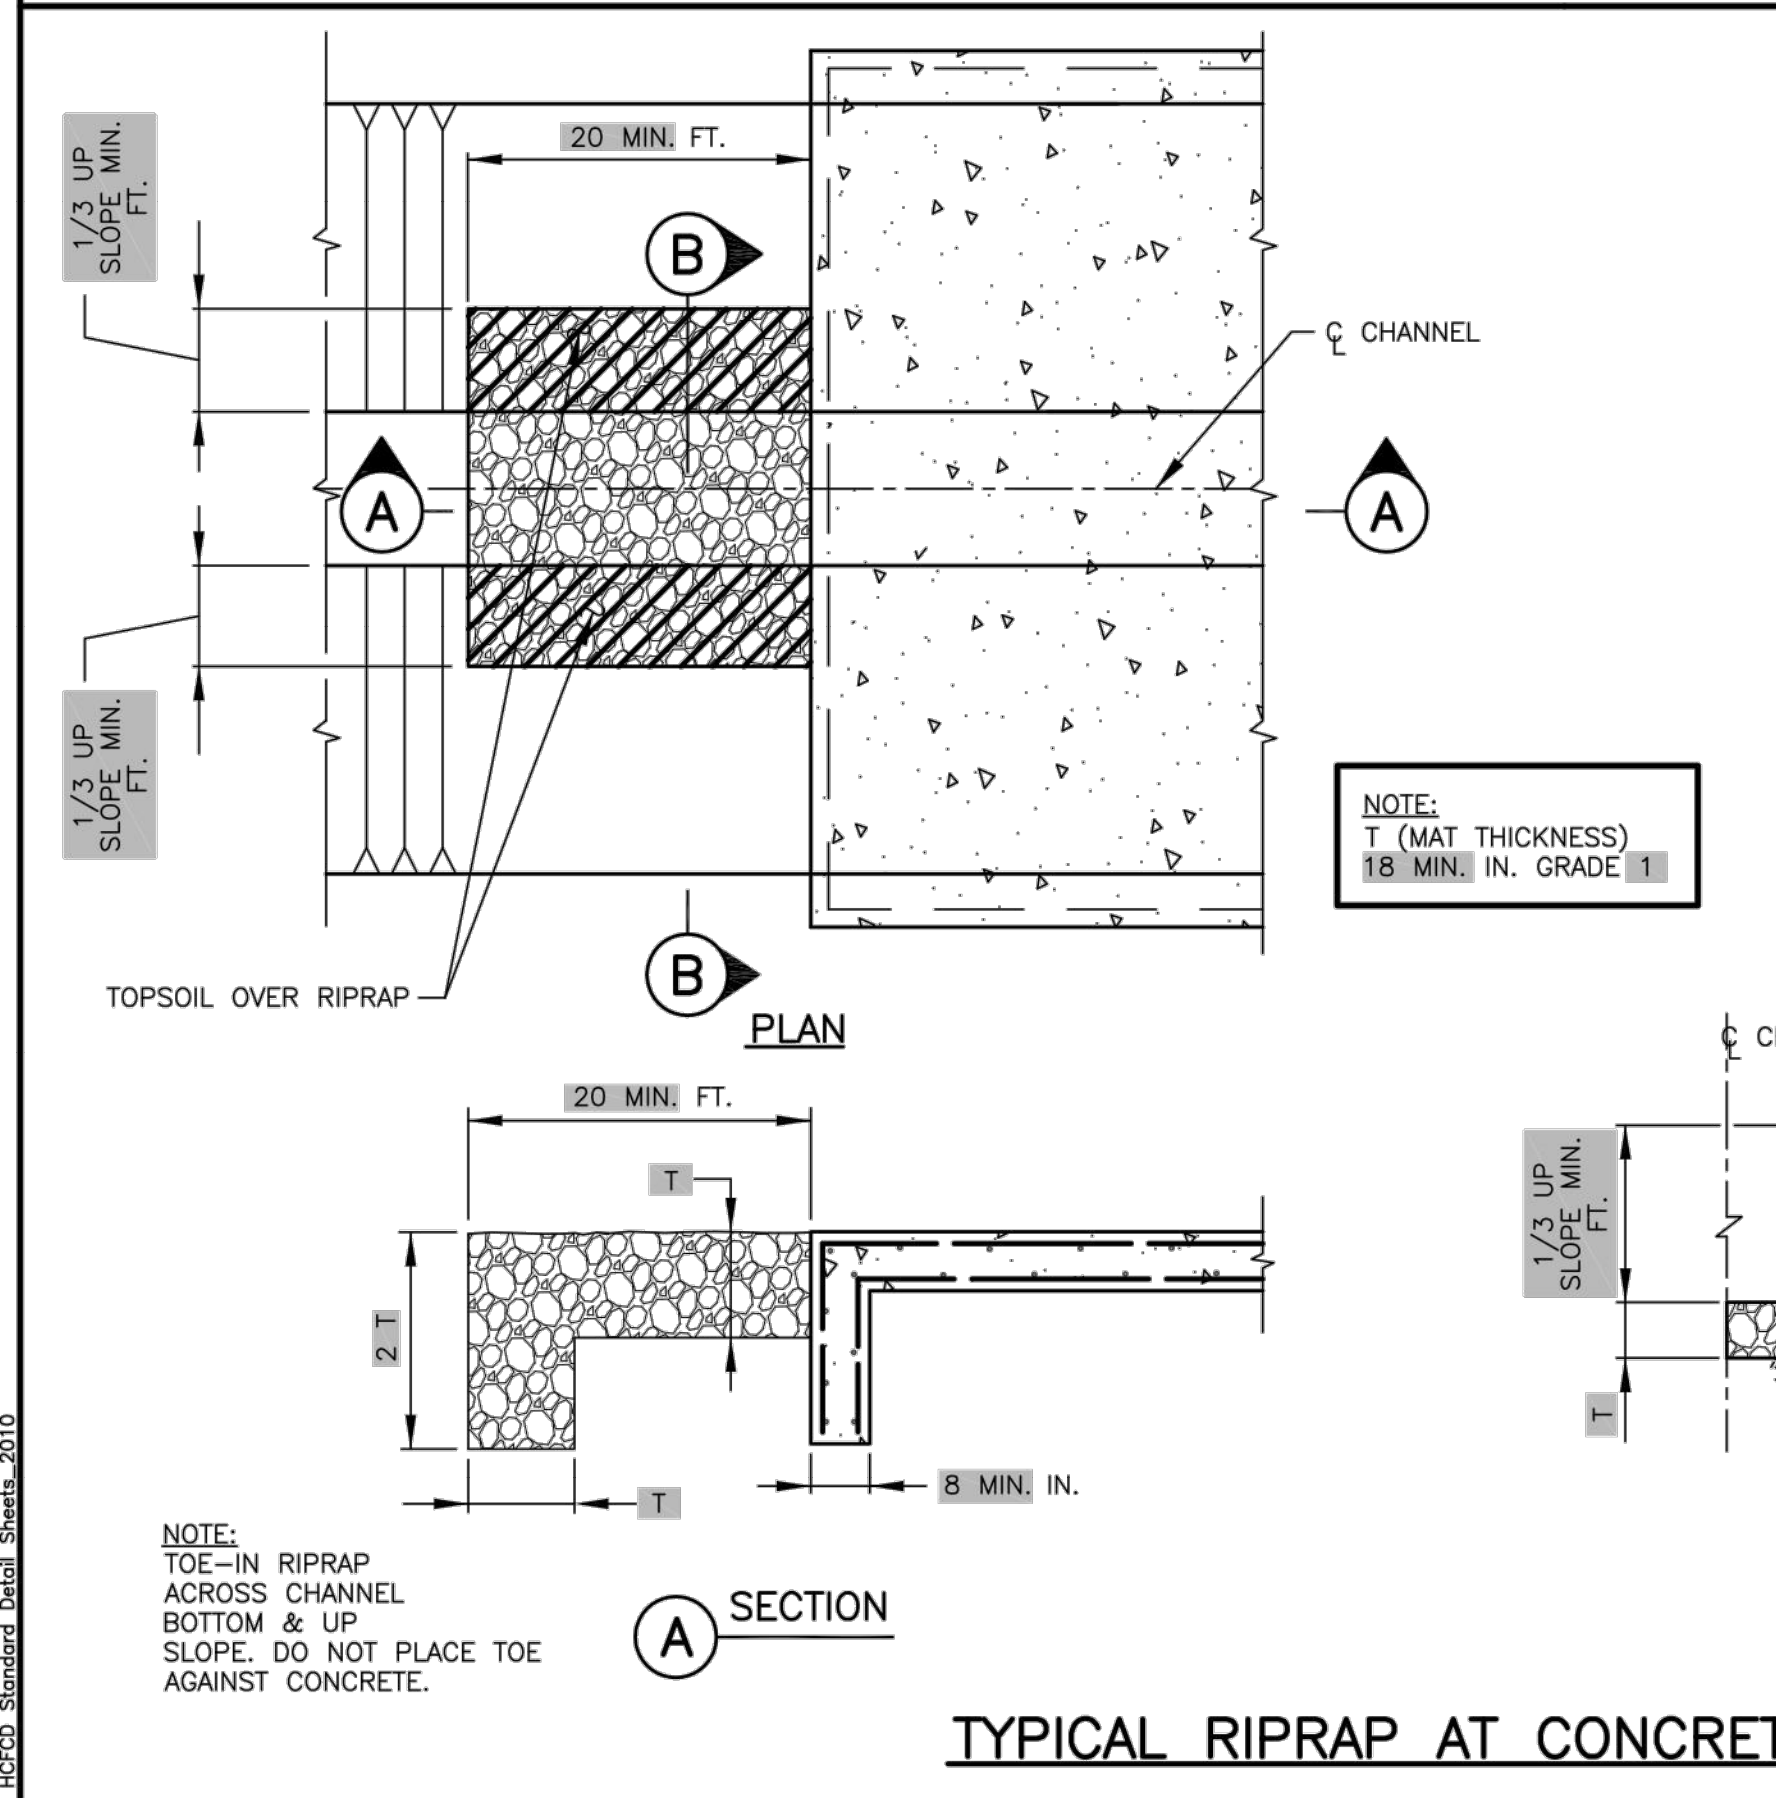 20 MIN. FT.
1/3 UP
SLOPE MIN.
FT.
B
℄ CHANNEL
A
A
1/3 UP
SLOPE MIN.
FT.
NOTE:
T (MAT THICKNESS)
18 MIN. IN. GRADE 1
TOPSOIL OVER RIPRAP
B
PLAN
20 MIN. FT.
T
2 T
T
8 MIN. IN.
NOTE:
TOE-IN RIPRAP
ACROSS CHANNEL
BOTTOM & UP
SLOPE. DO NOT PLACE TOE
AGAINST CONCRETE.
A SECTION
℄ C
1/3 UP
SLOPE MIN.
FT.
T
TYPICAL RIPRAP AT CONCRET
HCFCD Standard Detail Sheets_2010